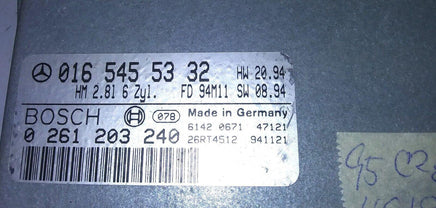 016 545 53 32 HW 20.94
HM 2.8l 6 Zyl. FD 94M11 SW 08.94
BOSCH 078 Made in Germany
6142 0671 47121
0 261 203 240 26RT4512 941121
95